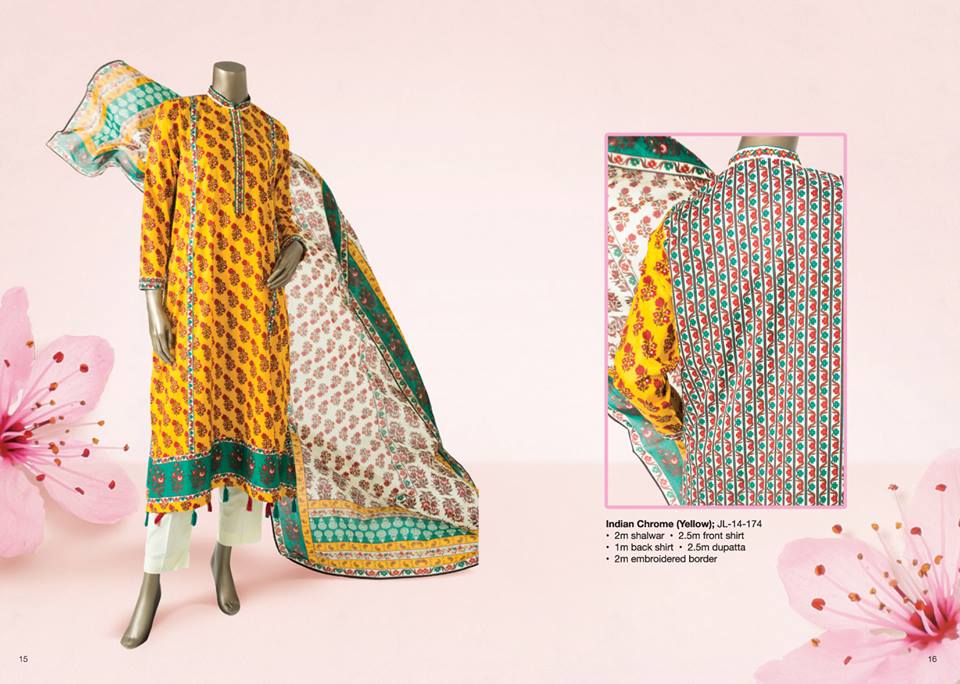 Indian Chrome (Yellow); JL-14-174
• 2m shalwar • 2.5m front shirt
• 1m back shirt • 2.5m dupatta
• 2m embroidered border
15
16